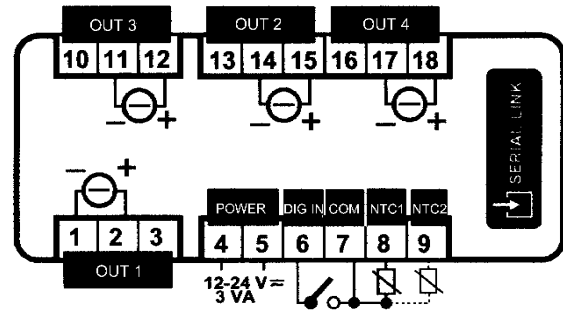 OUT 3 OUT 2 OUT 4
10 11 12 13 14 15 16 17 18
− + − + − +
SERIAL LINK
− +
POWER DIG IN COM NTC1 NTC2
1 2 3 4 5 6 7 8 9
OUT 1
12-24 V≂
3 VA